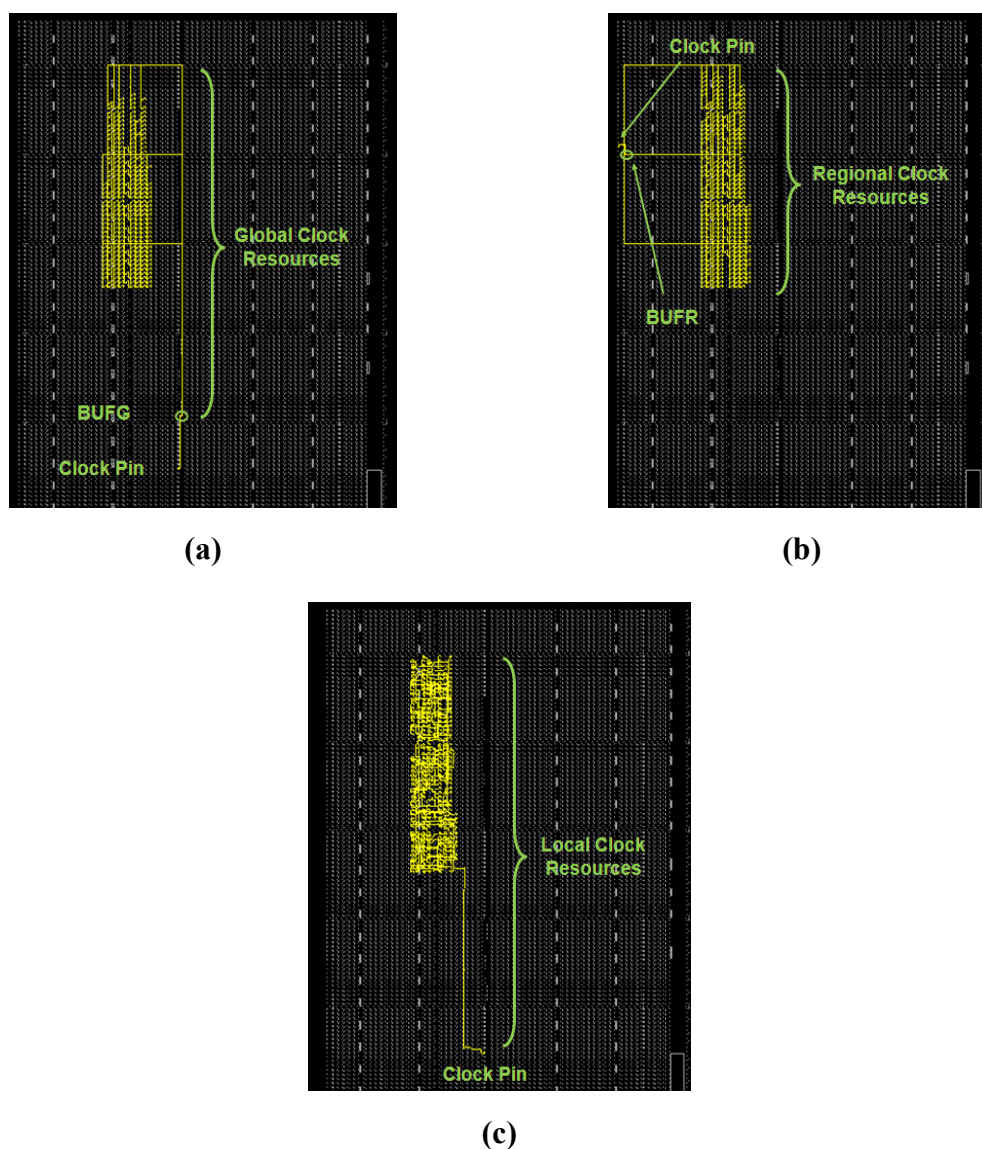 Global Clock
Resources
BUFG
Clock Pin
(a)
Clock Pin
Regional Clock
Resources
BUFR
(b)
Local Clock
Resources
Clock Pin
(c)